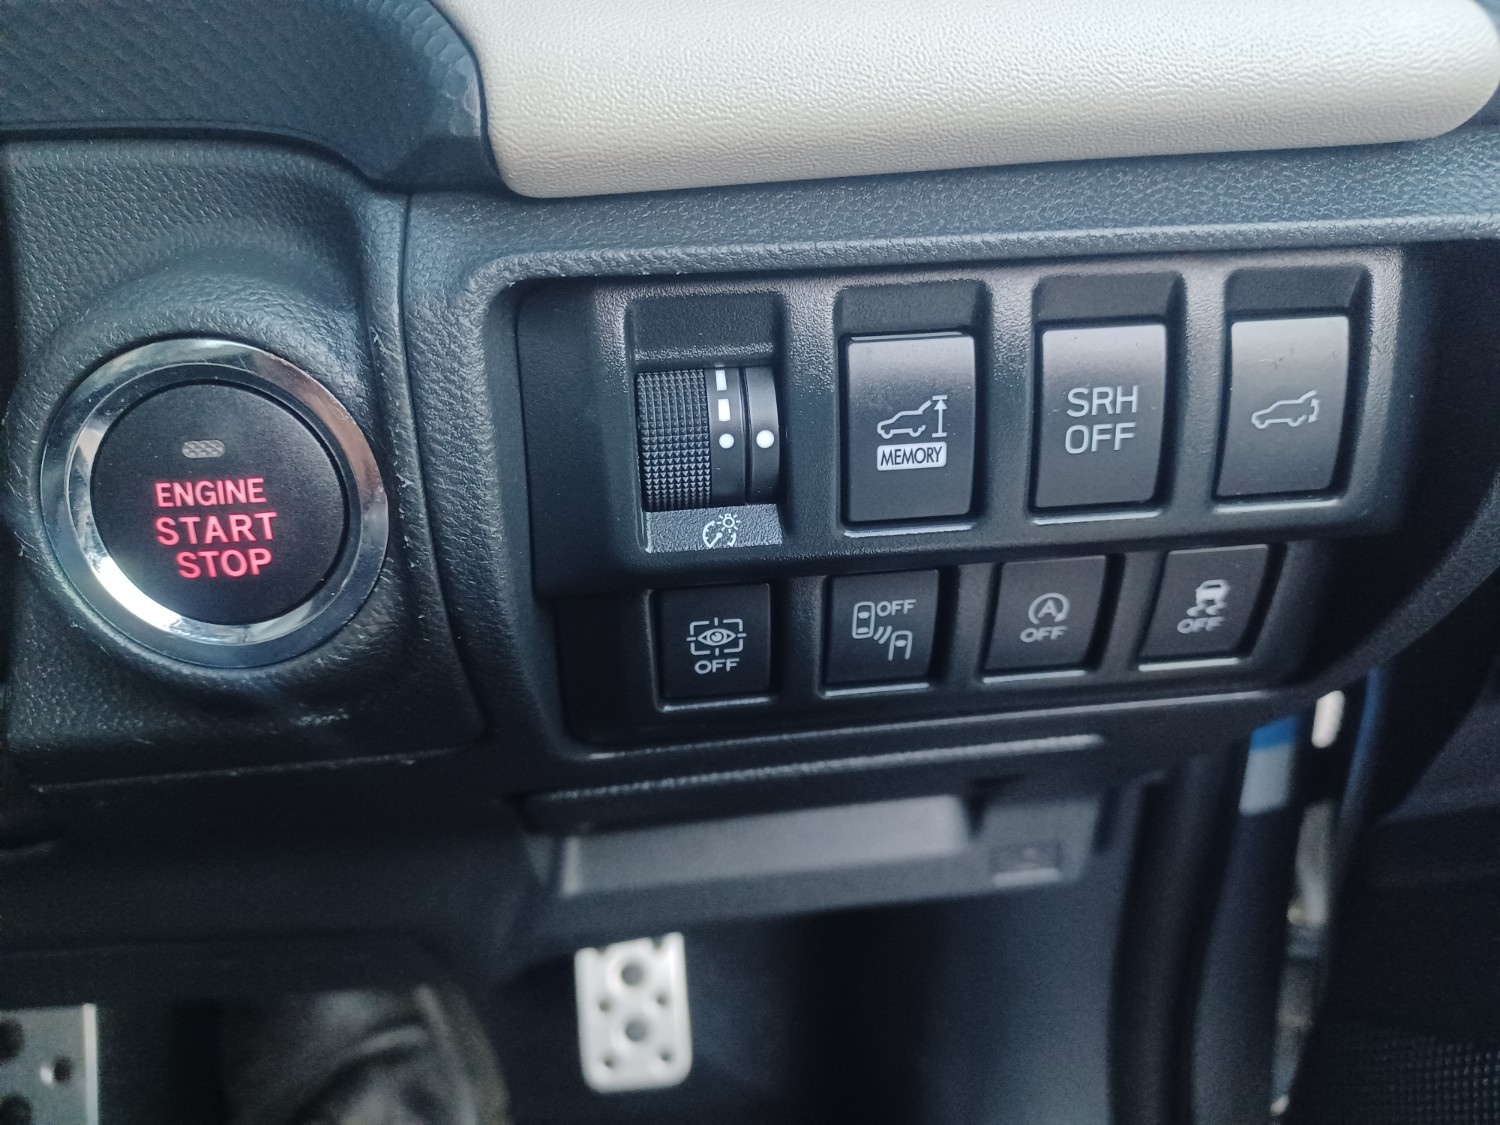 ENGINE
START
STOP
MEMORY
SRH
OFF
OFF
OFF
A
OFF
OFF